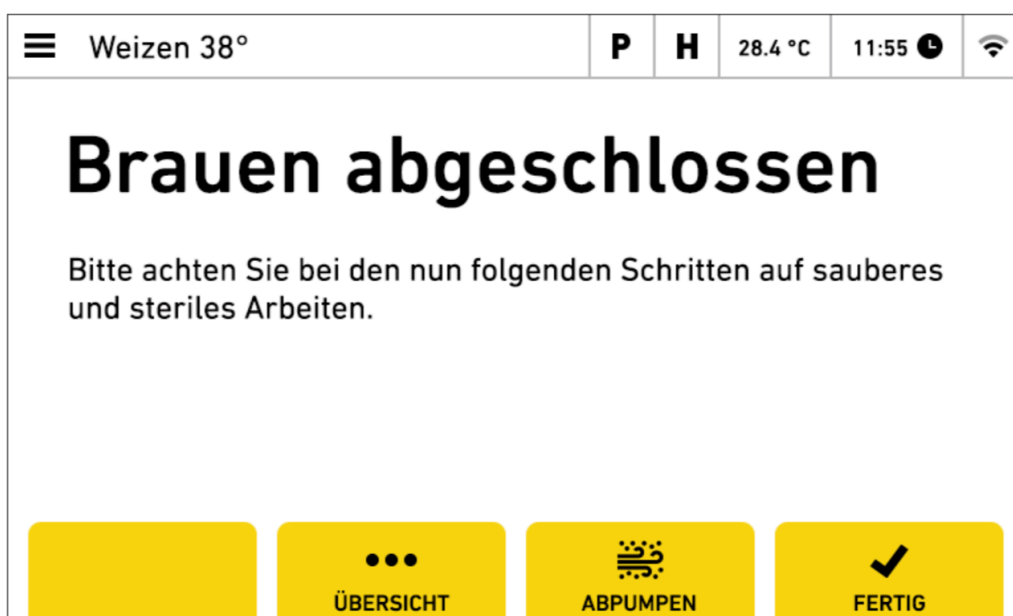 Weizen 38°
P
H
28.4 °C
11:55
Brauen abgeschlossen
Bitte achten Sie bei den nun folgenden Schritten auf sauberes
und steriles Arbeiten.
ÜBERSICHT
ABPUMPEN
FERTIG